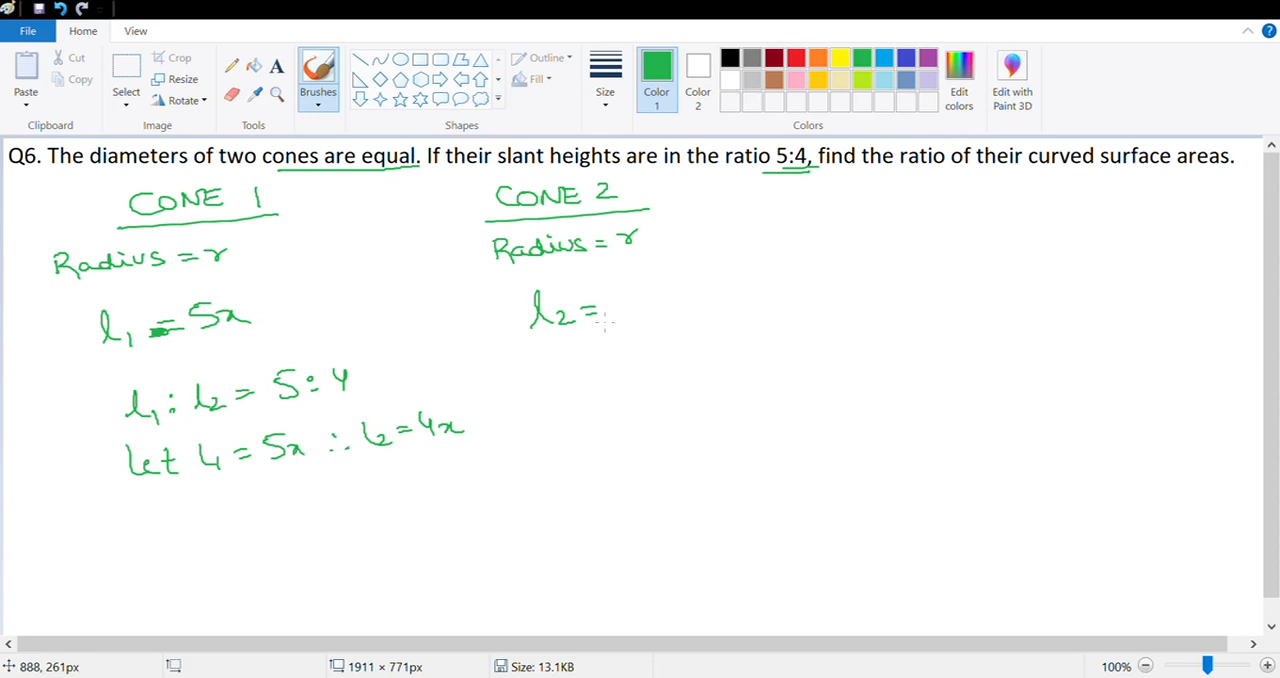 File Home View
Paste Cut Copy Clipboard
Select Crop Resize Rotate Image
A Tools
Brushes
Outline Fill Shapes
Size
Color 1 Color 2 Edit colors Colors
Edit with Paint 3D
Q6. The diameters of two cones are equal. If their slant heights are in the ratio 5:4, find the ratio of their curved surface areas.
CONE 1 CONE 2
Radius = r Radius = r
l1 = 5x l2 =
l1 : l2 = 5 : 4
let l1 = 5x ∴ l2 = 4x
888, 261px 1911 × 771px Size: 13.1KB 100%